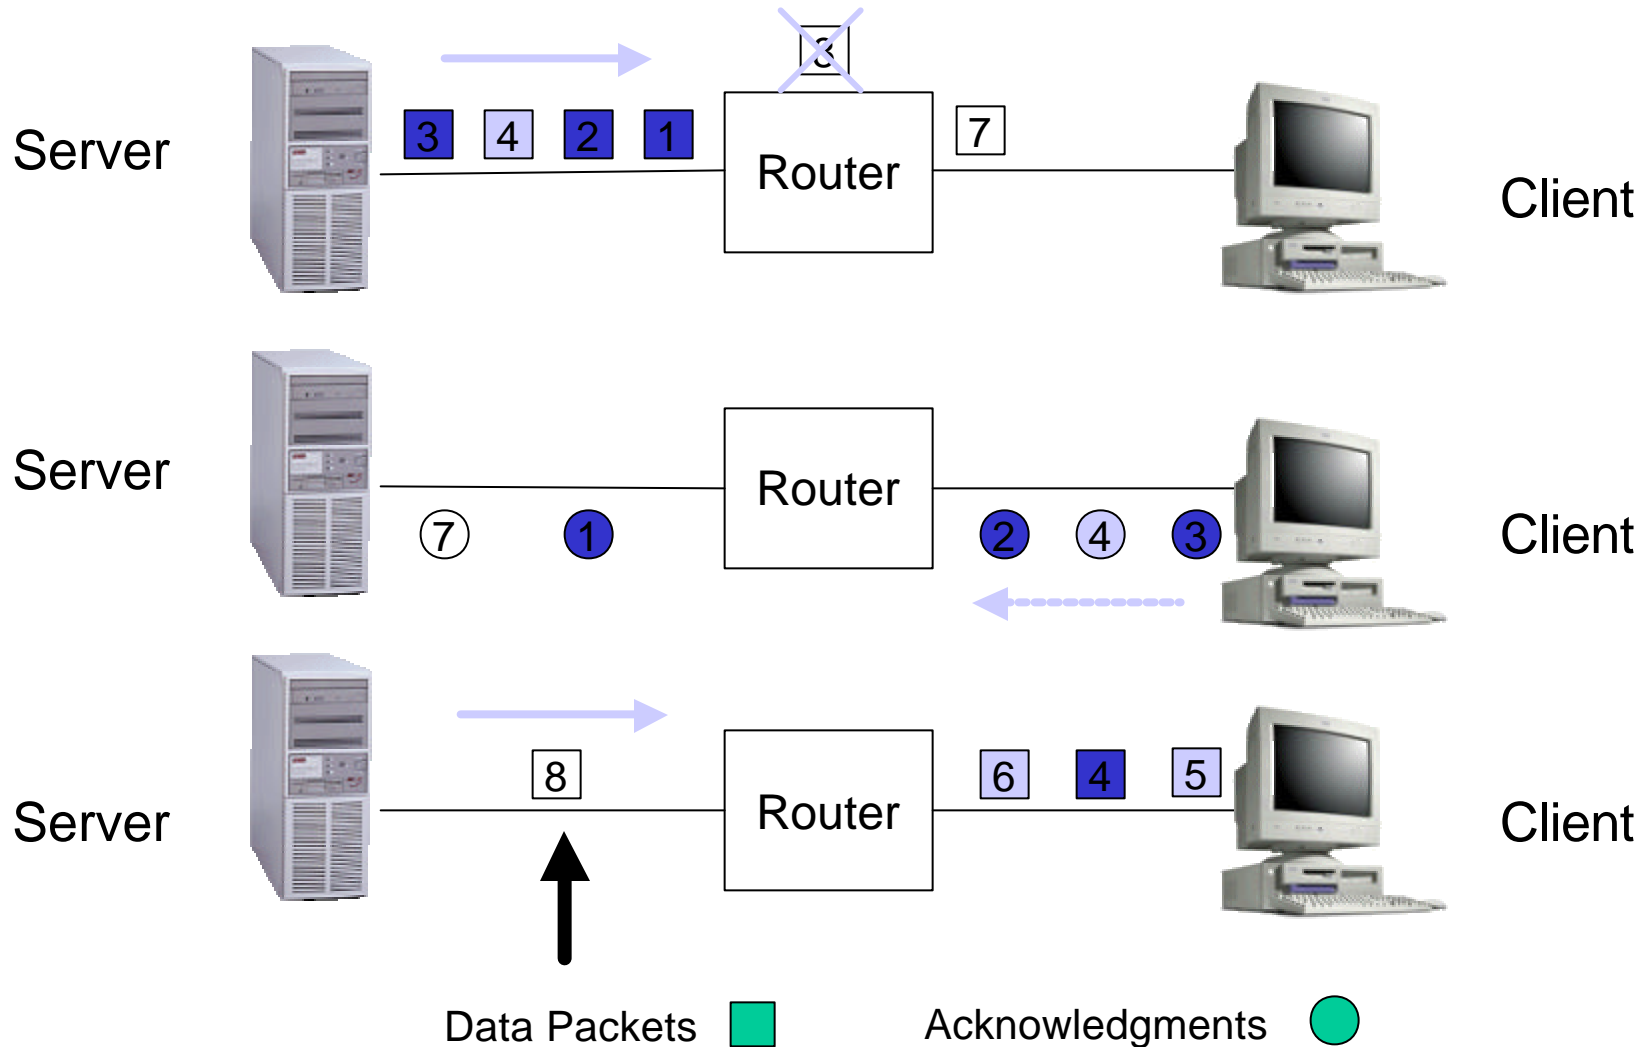 8
3 4 2 1
7
Server
Router
Client
Server
Router
Client
7 1
2 4 3
8
6 4 5
Server
Router
Client
Data Packets
Acknowledgments